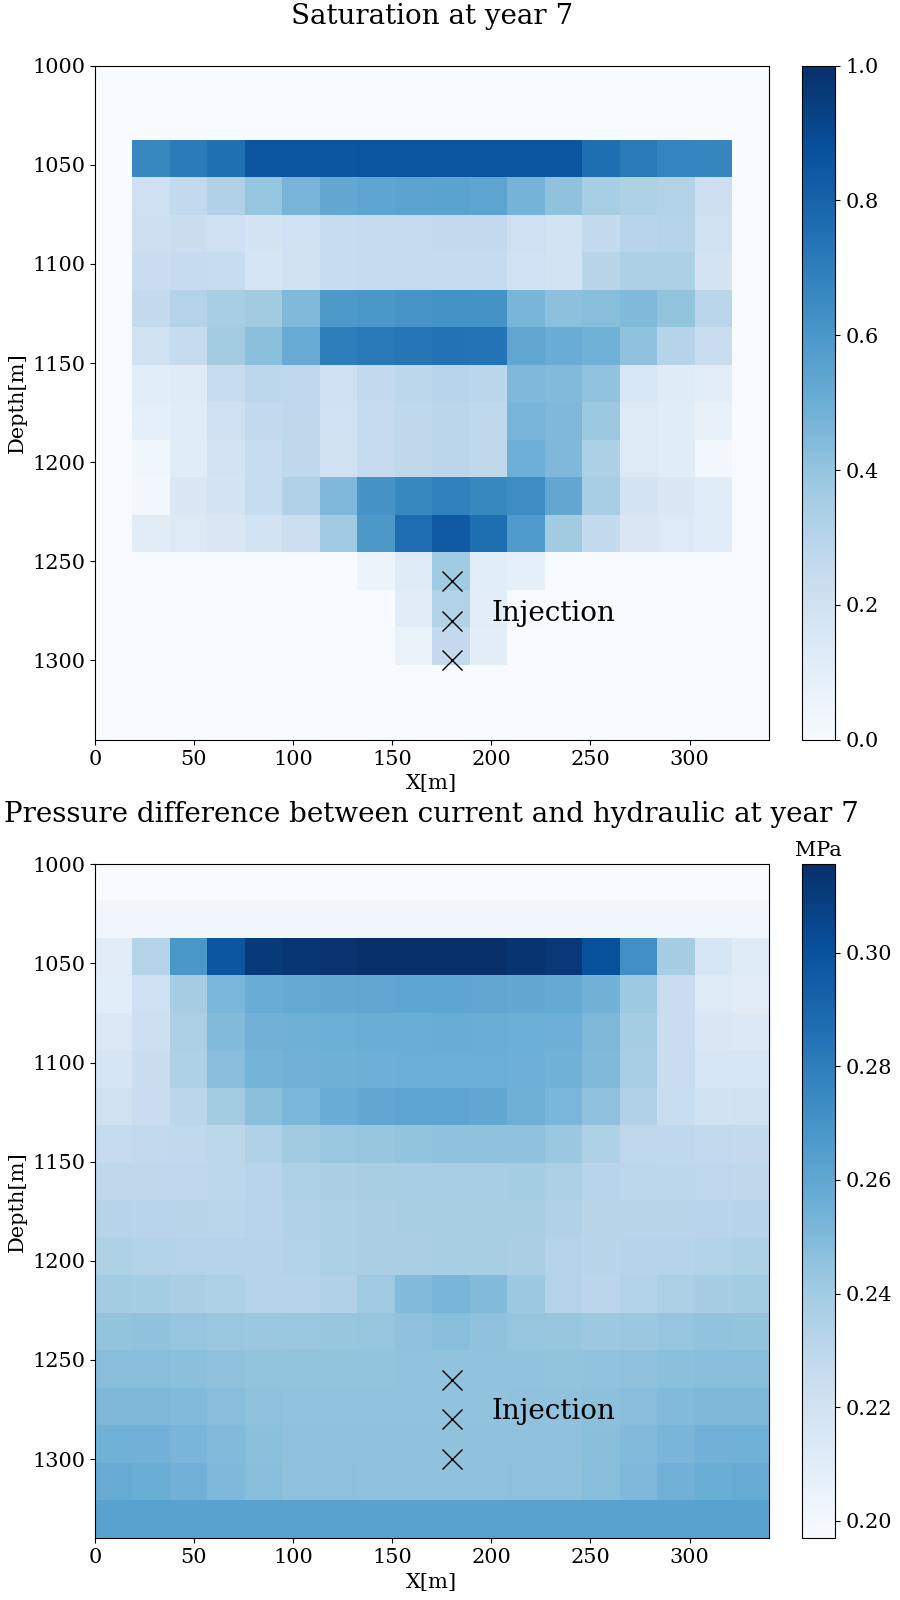 Saturation at year 7
1000
1050
1100
1150
1200
1250
1300
Depth[m]
Injection
0 50 100 150 200 250 300
X[m]
1.0
0.8
0.6
0.4
0.2
0.0
Pressure difference between current and hydraulic at year 7
MPa
1000
1050
1100
1150
1200
1250
1300
Depth[m]
Injection
0 50 100 150 200 250 300
X[m]
0.30
0.28
0.26
0.24
0.22
0.20